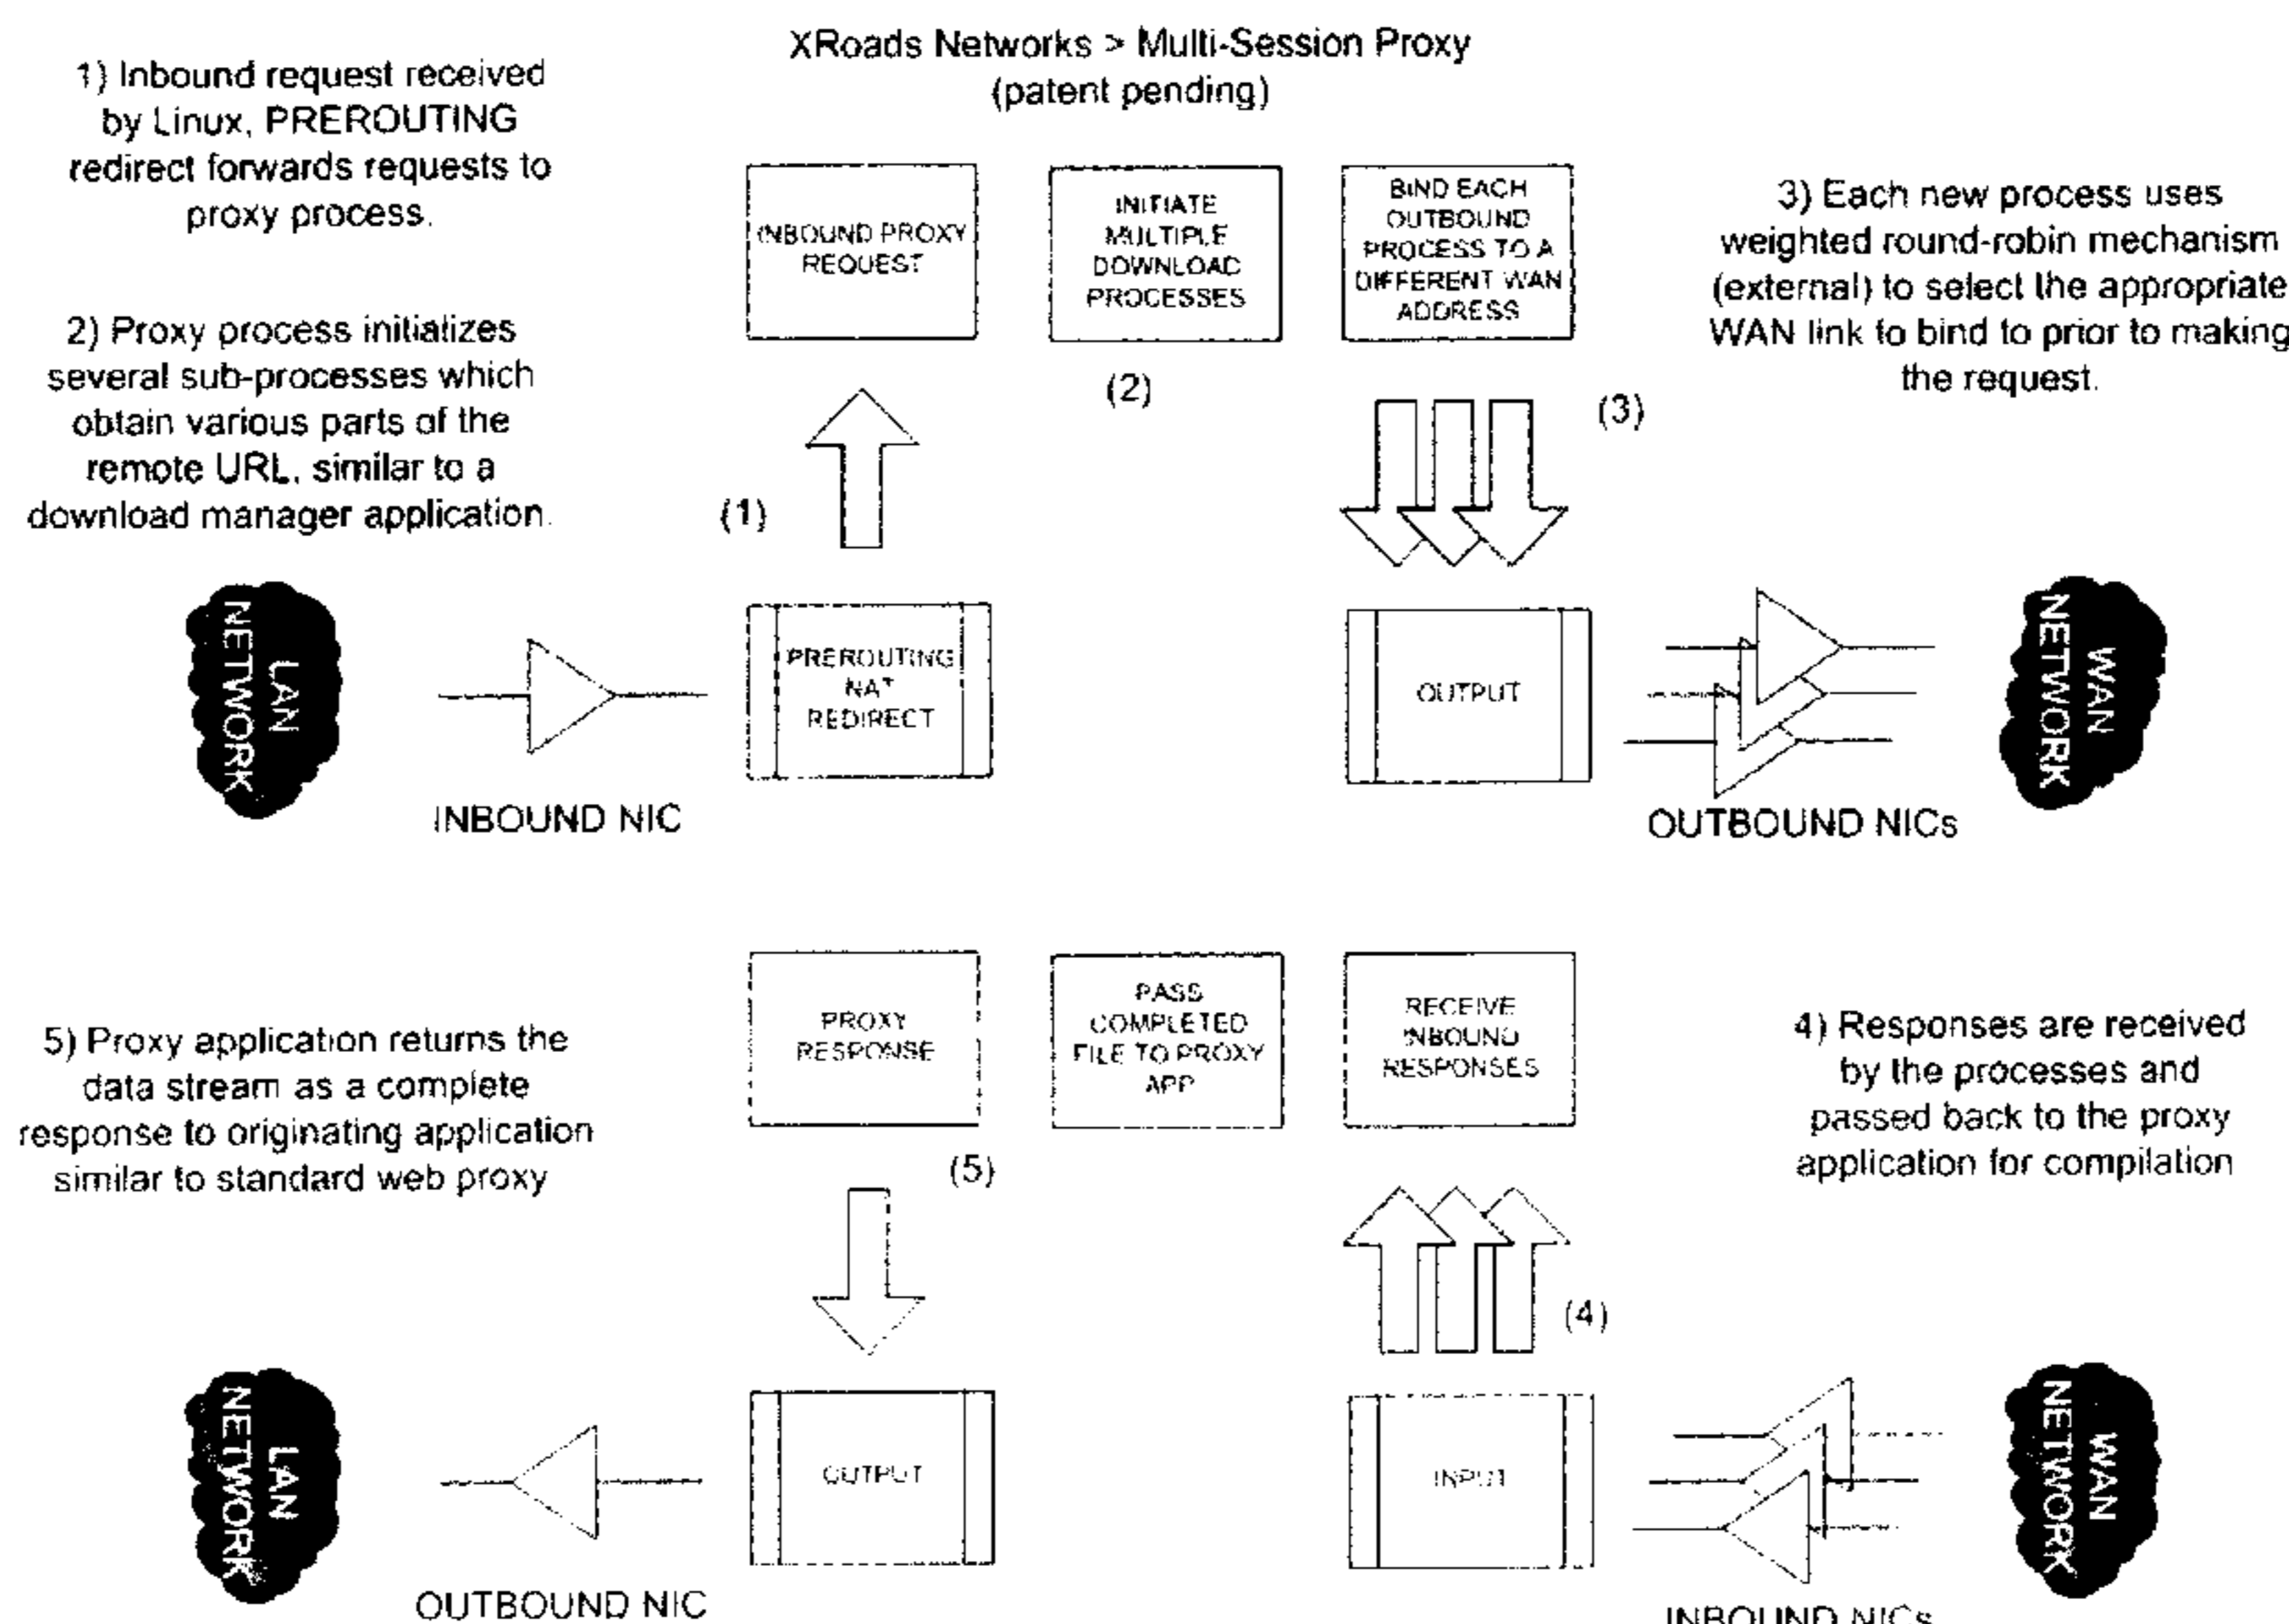 XRoads Networks > Multi-Session Proxy
(patent pending)
1) Inbound request received
by Linux, PREROUTING
redirect forwards requests to
proxy process.
2) Proxy process initializes
several sub-processes which
obtain various parts of the
remote URL, similar to a
download manager application.
INBOUND PROXY
REQUEST
INITIATE
MULTIPLE
DOWNLOAD
PROCESSES
BIND EACH
OUTBOUND
PROCESS TO A
DIFFERENT WAN
ADDRESS
3) Each new process uses
weighted round-robin mechanism
(external) to select the appropriate
WAN link to bind to prior to making
the request.
(1)
(2)
(3)
LAN
NETWORK
INBOUND NIC
PREROUTING
NAT
REDIRECT
OUTPUT
OUTBOUND NICs
WAN
NETWORK
5) Proxy application returns the
data stream as a complete
response to originating application
similar to standard web proxy
PROXY
RESPONSE
PASS
COMPLETED
FILE TO PROXY
APP
RECEIVE
INBOUND
RESPONSES
4) Responses are received
by the processes and
passed back to the proxy
application for compilation
(5)
(4)
LAN
NETWORK
OUTBOUND NIC
OUTPUT
INPUT
INBOUND NICs
WAN
NETWORK